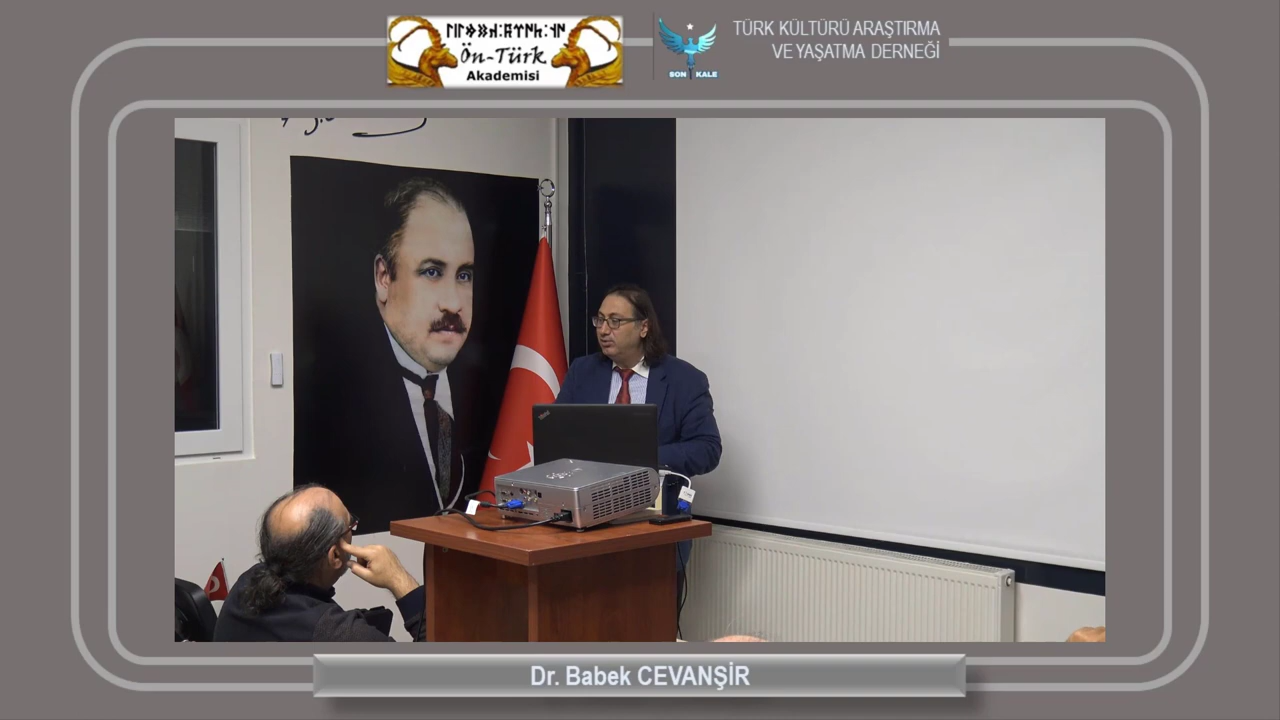 Ön-Türk
Akademisi
SON KALE
TÜRK KÜLTÜRÜ ARAŞTIRMA
VE YAŞATMA DERNEĞİ
Dr. Babek CEVANŞİR